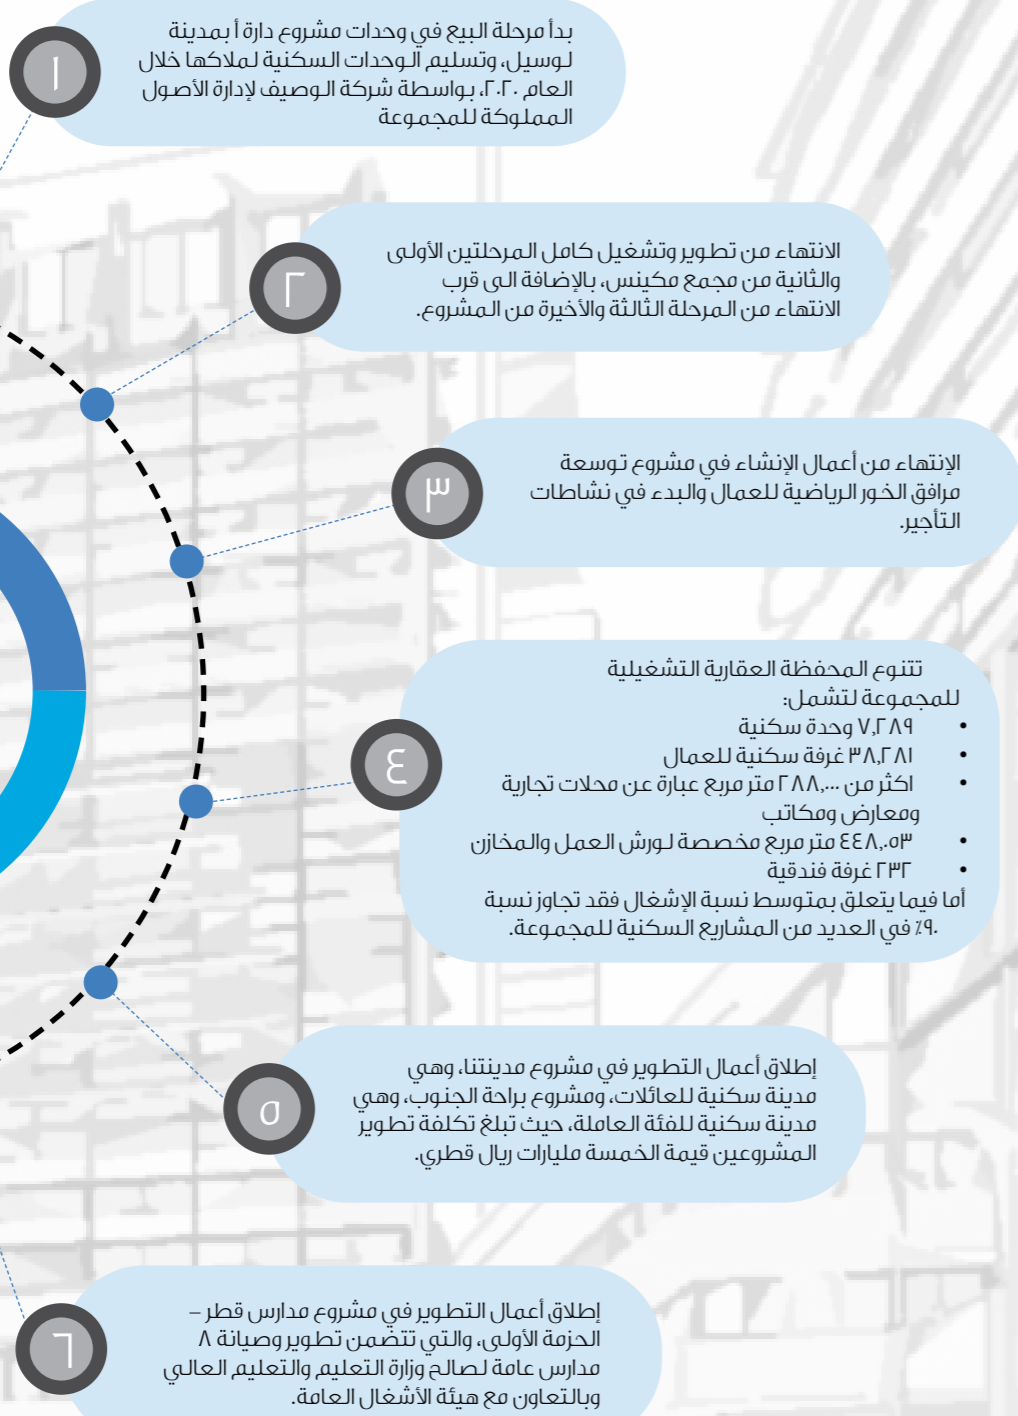 ١
بدأ مرحلة البيع في وحدات مشروع دارة أ بمدينة
لوسيل، وتسليم الوحدات السكنية لملاكها خلال
العام ٢٠٢٠، بواسطة شركة الوصيف لإدارة الأصول
المملوكة للمجموعة
٢
الانتهاء من تطوير وتشغيل كامل المرحلتين الأولى
والثانية من مجمع مكينس، بالإضافة الى قرب
الانتهاء من المرحلة الثالثة والأخيرة من المشروع.
٣
الإنتهاء من أعمال الإنشاء في مشروع توسعة
مرافق الخور الرياضية للعمال والبدء في نشاطات
التأجير.
٤
تتنوع المحفظة العقارية التشغيلية
للمجموعة لتشمل:
• ٧,٢٨٩ وحدة سكنية
• ٣٨,٢٨١ غرفة سكنية للعمال
• اكثر من ٢٨٨,٠٠٠ متر مربع عبارة عن محلات تجارية
ومعارض ومكاتب
• ٤٤٨,٠٥٣ متر مربع مخصصة لورش العمل والمخازن
• ٢٣٢ غرفة فندقية
أما فيما يتعلق بمتوسط نسبة الإشغال فقد تجاوز نسبة
٩٠٪ في العديد من المشاريع السكنية للمجموعة.
٥
إطلاق أعمال التطوير في مشروع مدينتنا، وهي
مدينة سكنية للعائلات، ومشروع براحة الجنوب، وهي
مدينة سكنية للفئة العاملة، حيث تبلغ تكلفة تطوير
المشروعين قيمة الخمسة مليارات ريال قطري.
٦
إطلاق أعمال التطوير في مشروع مدارس قطر –
الحزمة الأولى، والتي تتضمن تطوير وصيانة ٨
مدارس عامة لصالح وزارة التعليم والتعليم العالي
وبالتعاون مع هيئة الأشغال العامة.